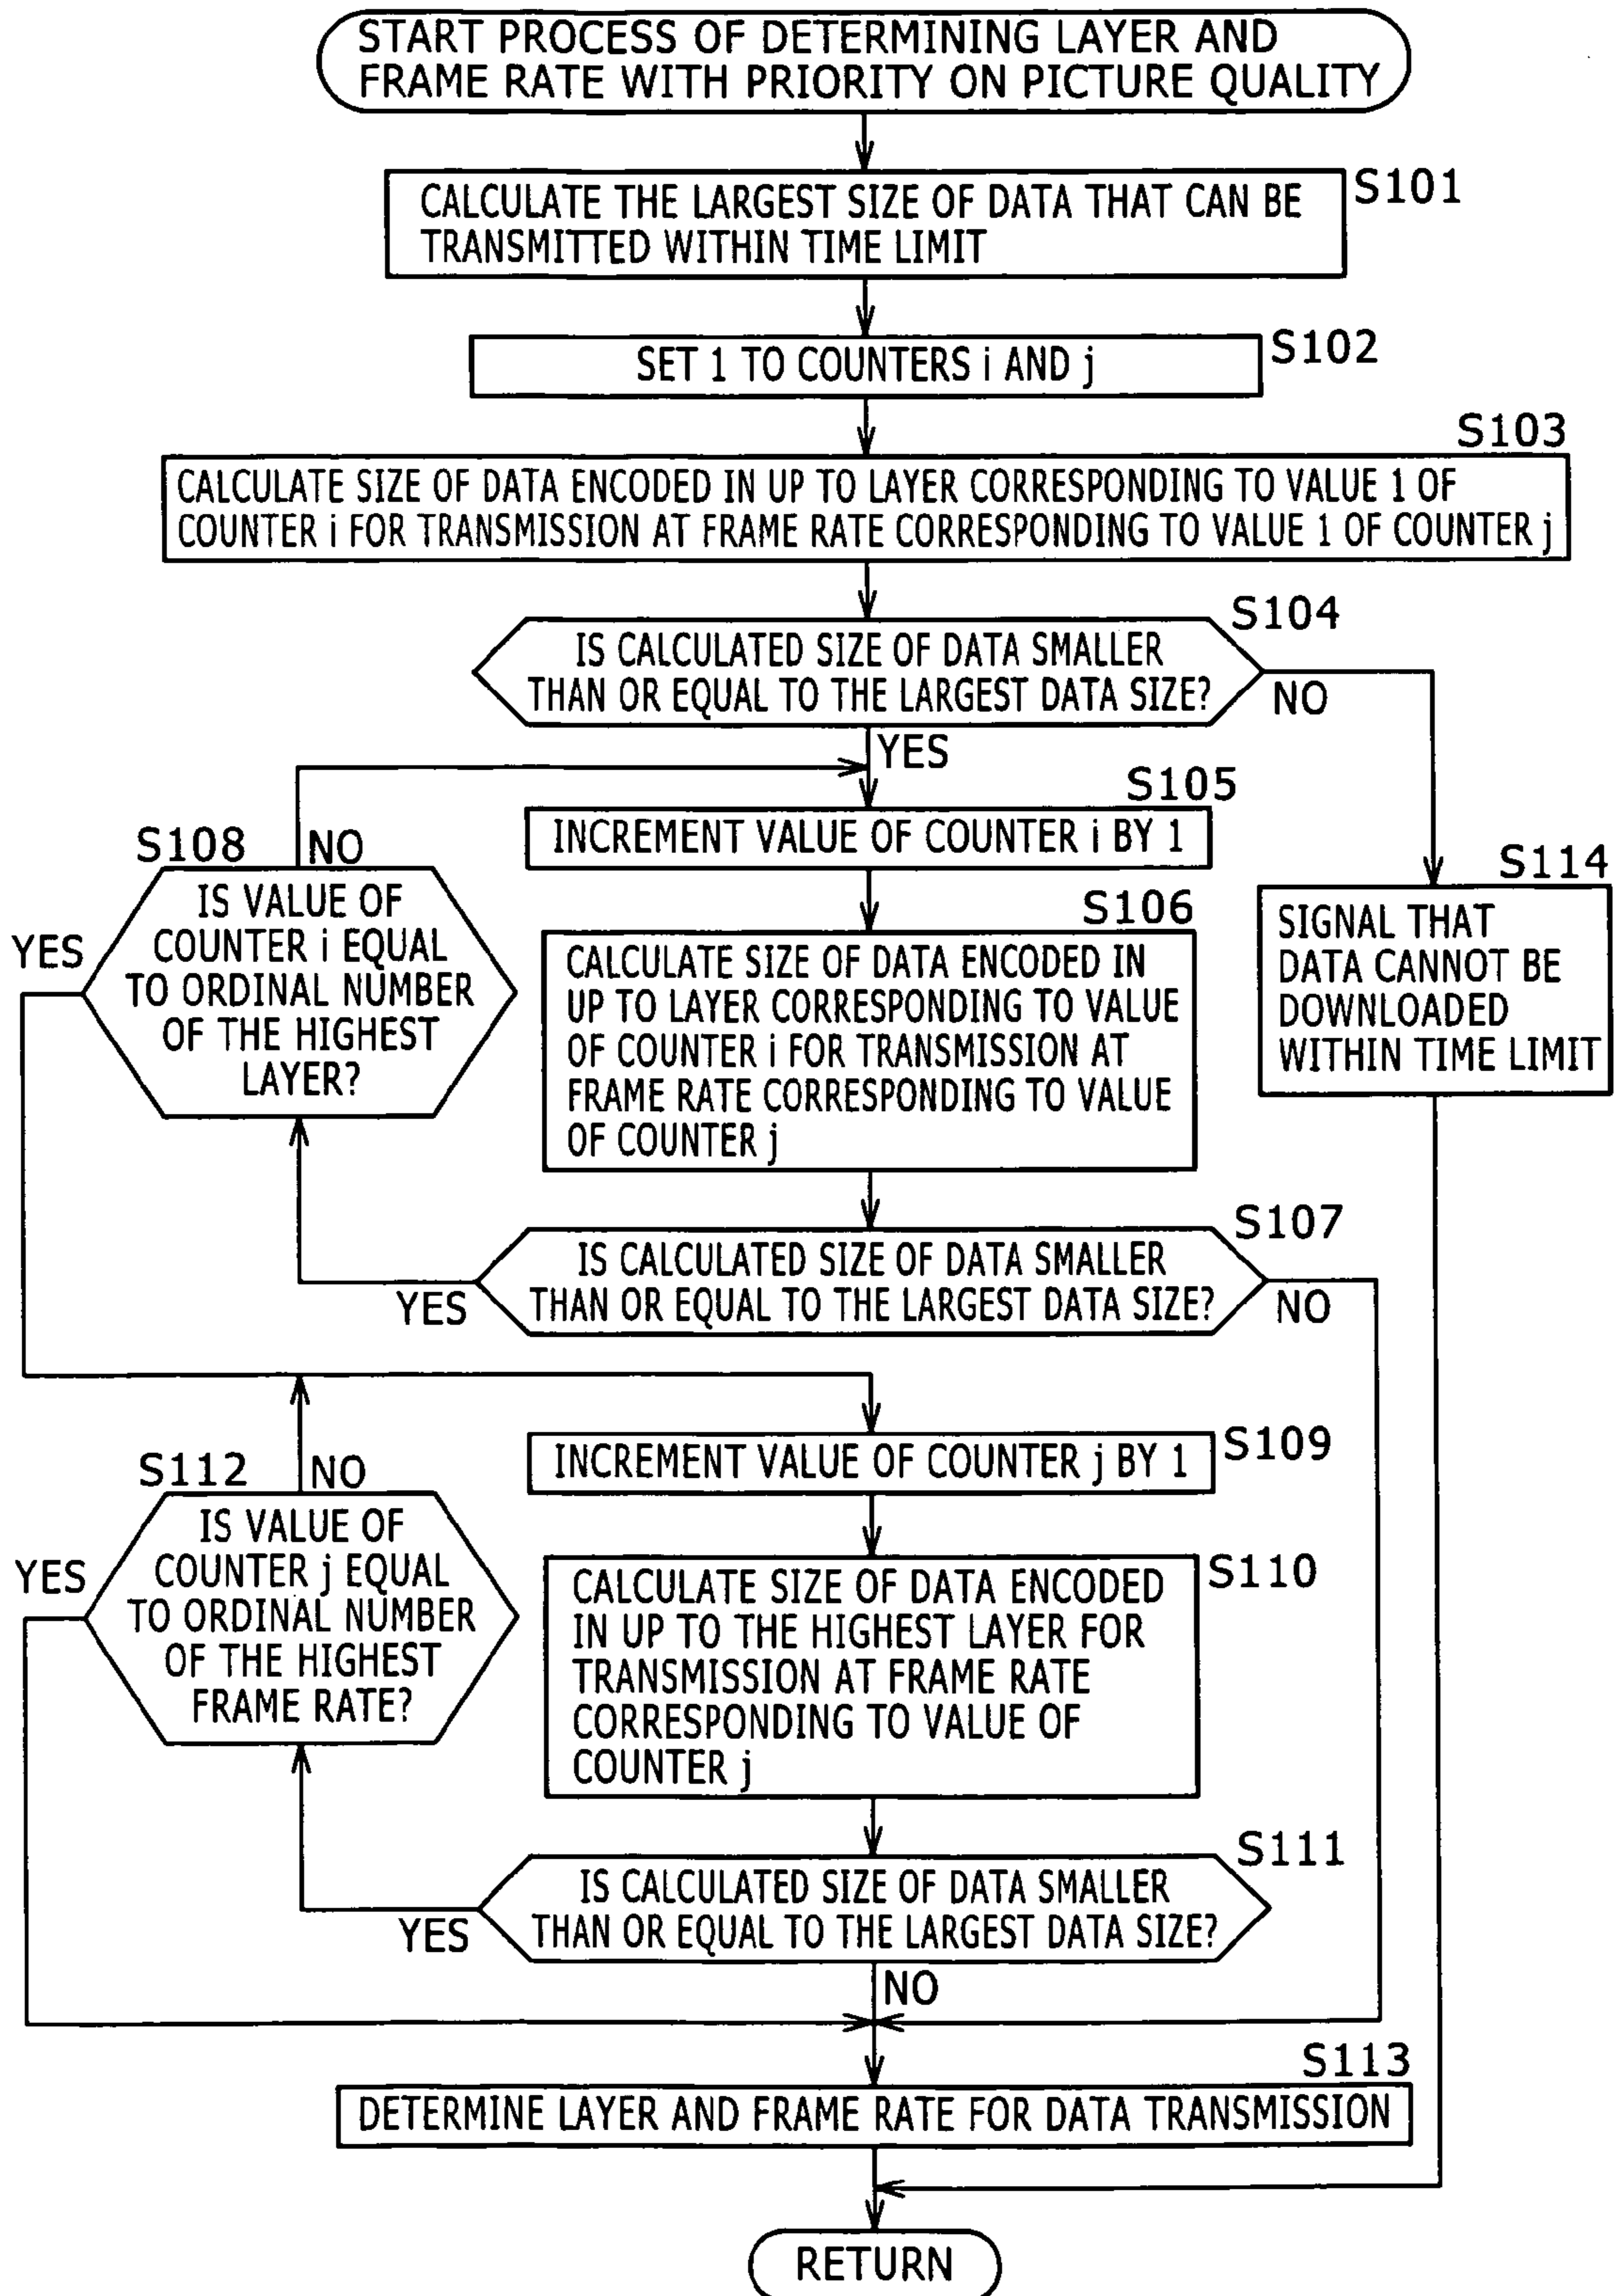 START PROCESS OF DETERMINING LAYER AND
FRAME RATE WITH PRIORITY ON PICTURE QUALITY
S101
CALCULATE THE LARGEST SIZE OF DATA THAT CAN BE
TRANSMITTED WITHIN TIME LIMIT
S102
SET 1 TO COUNTERS i AND j
S103
CALCULATE SIZE OF DATA ENCODED IN UP TO LAYER CORRESPONDING TO VALUE 1 OF
COUNTER i FOR TRANSMISSION AT FRAME RATE CORRESPONDING TO VALUE 1 OF COUNTER j
S104
IS CALCULATED SIZE OF DATA SMALLER
THAN OR EQUAL TO THE LARGEST DATA SIZE?
NO
YES
S105
INCREMENT VALUE OF COUNTER i BY 1
S108
NO
IS VALUE OF
COUNTER i EQUAL
TO ORDINAL NUMBER
OF THE HIGHEST
LAYER?
YES
S106
CALCULATE SIZE OF DATA ENCODED IN
UP TO LAYER CORRESPONDING TO VALUE
OF COUNTER i FOR TRANSMISSION AT
FRAME RATE CORRESPONDING TO VALUE
OF COUNTER j
S114
SIGNAL THAT
DATA CANNOT BE
DOWNLOADED
WITHIN TIME LIMIT
S107
IS CALCULATED SIZE OF DATA SMALLER
THAN OR EQUAL TO THE LARGEST DATA SIZE?
YES
NO
S109
INCREMENT VALUE OF COUNTER j BY 1
S112
NO
IS VALUE OF
COUNTER j EQUAL
TO ORDINAL NUMBER
OF THE HIGHEST
FRAME RATE?
YES
S110
CALCULATE SIZE OF DATA ENCODED
IN UP TO THE HIGHEST LAYER FOR
TRANSMISSION AT FRAME RATE
CORRESPONDING TO VALUE OF
COUNTER j
S111
IS CALCULATED SIZE OF DATA SMALLER
THAN OR EQUAL TO THE LARGEST DATA SIZE?
YES
NO
S113
DETERMINE LAYER AND FRAME RATE FOR DATA TRANSMISSION
RETURN